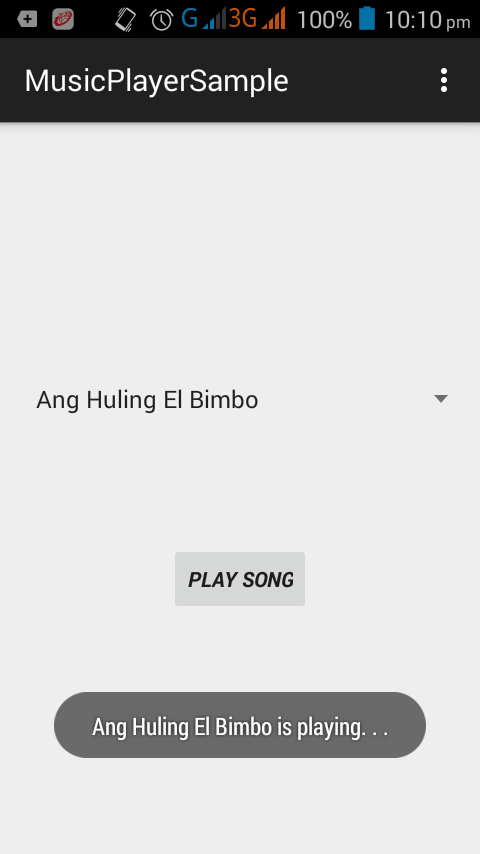 G 3G 100% 10:10 pm
MusicPlayerSample
Ang Huling El Bimbo
PLAY SONG
Ang Huling El Bimbo is playing. . .